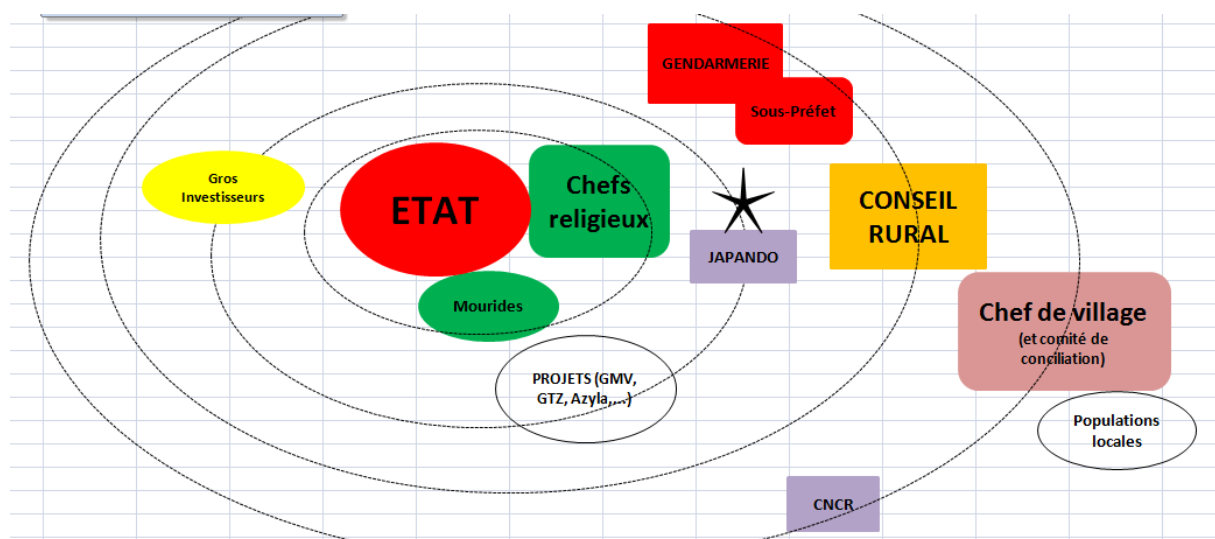 GENDARMERIE
Sous-Préfet
Gros
Investisseurs
ETAT
Chefs
religieux
CONSEIL
RURAL
JAPANDO
Mourides
Chef de village
(et comité de
conciliation)
PROJETS (GMV,
GTZ, Azyla,...)
Populations
locales
CNCR